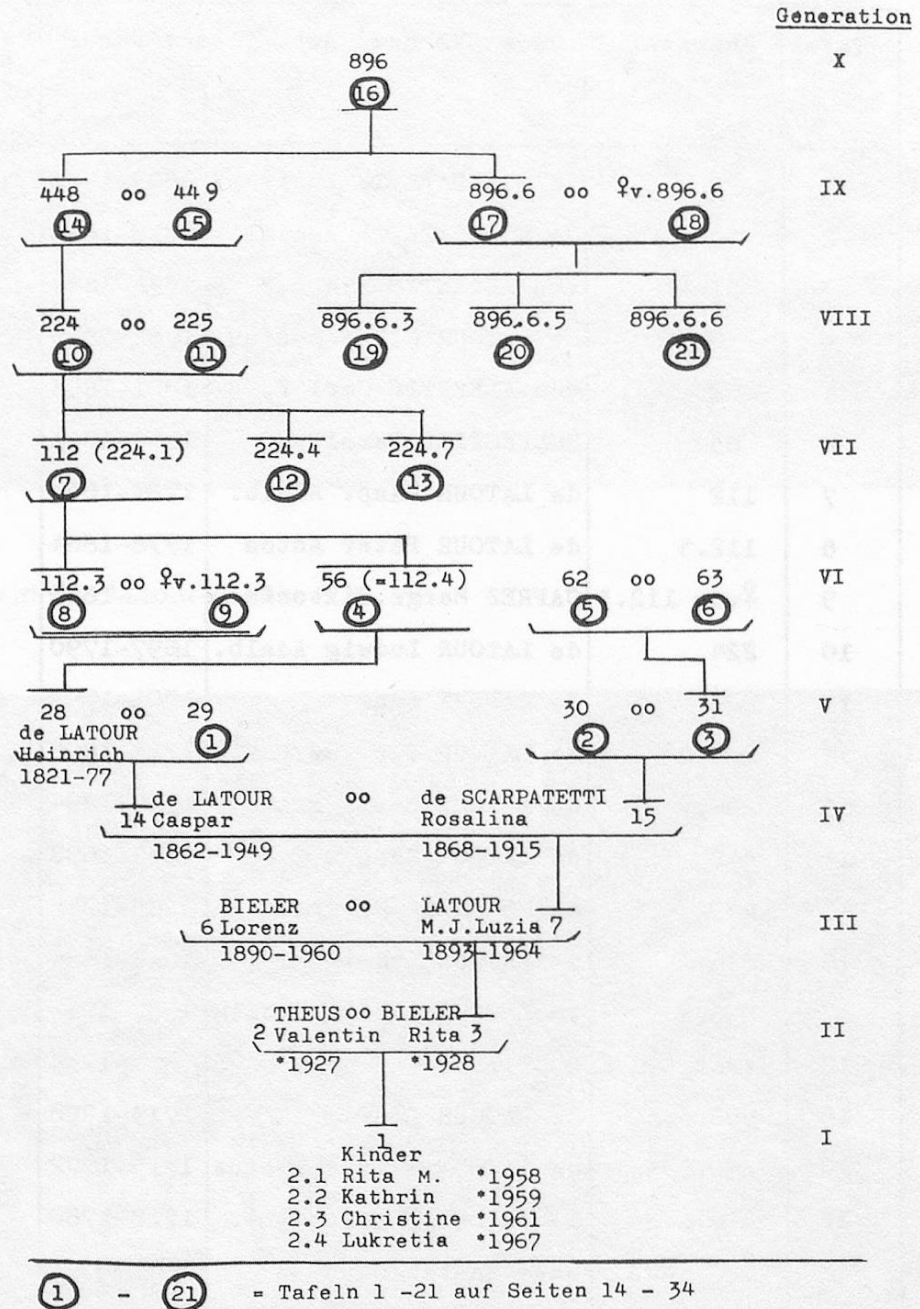 Generation
896 X
16
448 oo 449 896.6 oo ♀v.896.6 IX
14 15 17 18
224 oo 225 896.6.3 896.6.5 896.6.6 VIII
10 11 19 20 21
112 (224.1) 224.4 224.7 VII
7 12 13
112.3 oo ♀v.112.3 56 (=112.4) 62 oo 63 VI
8 9 4 5 6
28 oo 29 30 oo 31 V
de LATOUR 1 2 3
Heinrich
1821-77
de LATOUR oo de SCARPATETTI
14 Caspar Rosalina 15 IV
1862-1949 1868-1915
BIELER oo LATOUR
6 Lorenz M.J.Luzia 7 III
1890-1960 1893-1964
THEUS oo BIELER
2 Valentin Rita 3 II
*1927 *1928
1 I
Kinder
2.1 Rita M. *1958
2.2 Kathrin *1959
2.3 Christine *1961
2.4 Lukretia *1967
1 - 21 = Tafeln 1 -21 auf Seiten 14 - 34